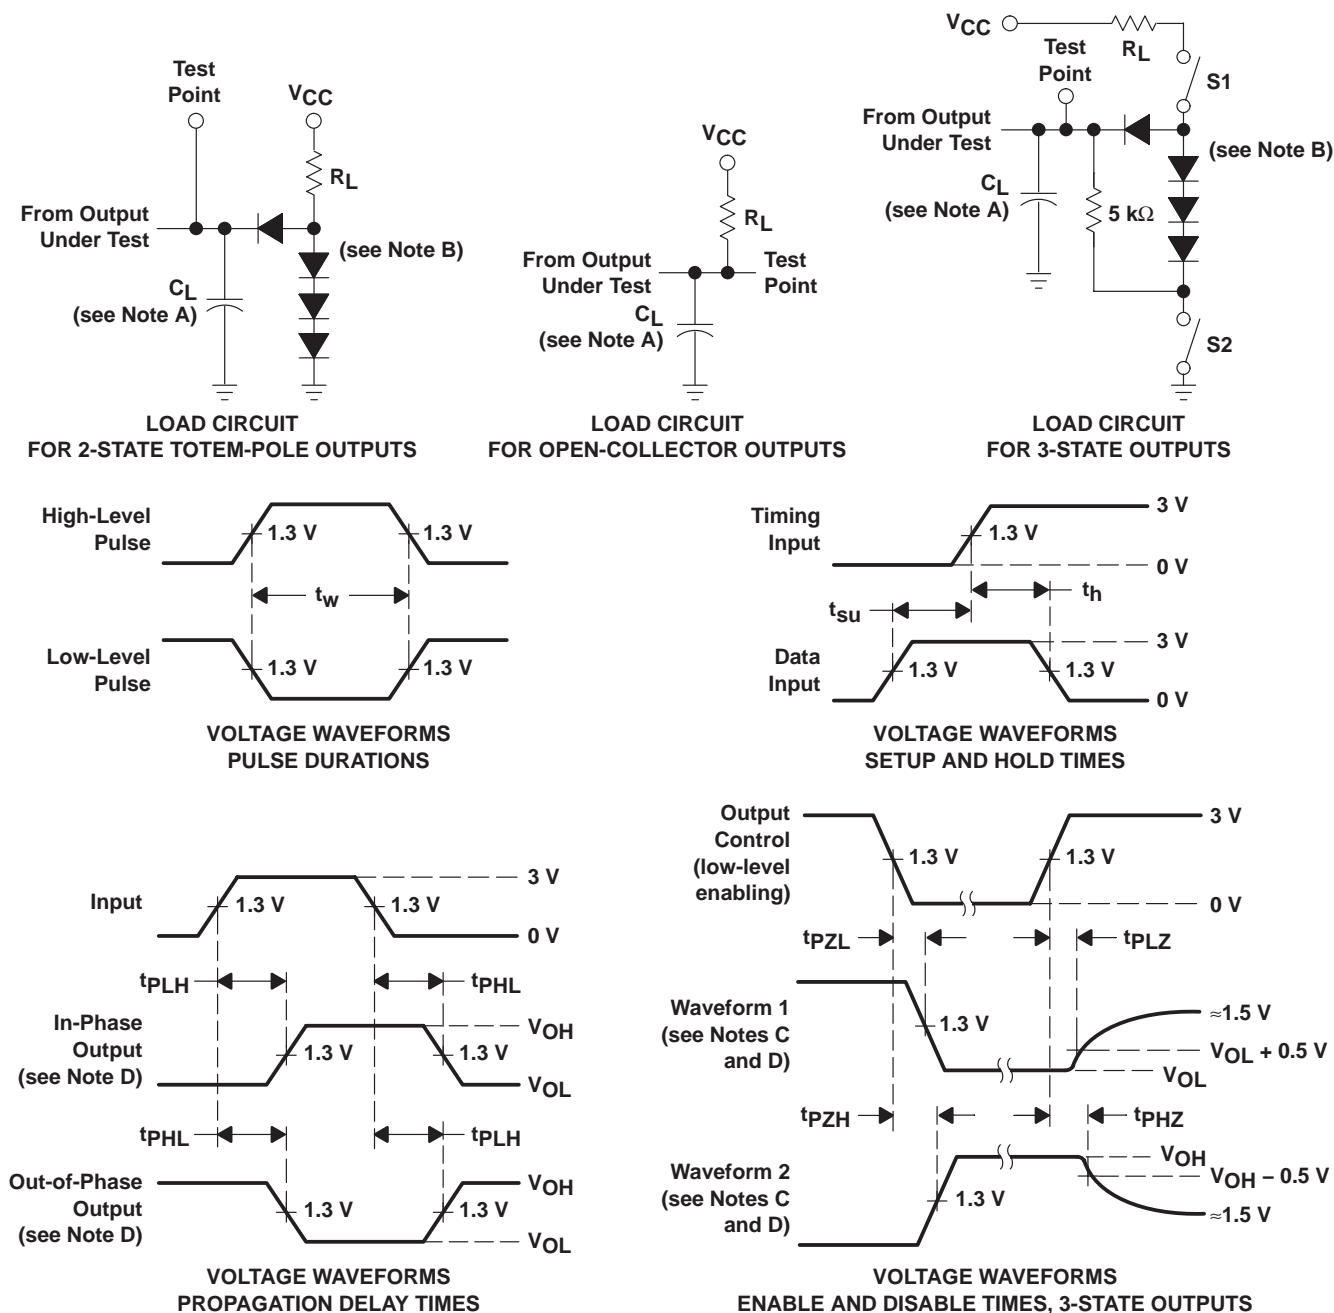 Test
Point
VCC
RL
From Output
Under Test
(see Note B)
CL
(see Note A)
LOAD CIRCUIT
FOR 2-STATE TOTEM-POLE OUTPUTS
VCC
RL
From Output
Under Test
Test
Point
CL
(see Note A)
LOAD CIRCUIT
FOR OPEN-COLLECTOR OUTPUTS
VCC
RL
Test
Point
S1
From Output
Under Test
(see Note B)
CL
(see Note A)
5 kΩ
S2
LOAD CIRCUIT
FOR 3-STATE OUTPUTS
High-Level
Pulse
1.3 V
1.3 V
tw
Low-Level
Pulse
1.3 V
1.3 V
VOLTAGE WAVEFORMS
PULSE DURATIONS
Timing
Input
1.3 V
3 V
0 V
th
tsu
Data
Input
1.3 V
1.3 V
3 V
0 V
VOLTAGE WAVEFORMS
SETUP AND HOLD TIMES
Input
1.3 V
1.3 V
3 V
0 V
tPLH
tPHL
In-Phase
Output
(see Note D)
1.3 V
1.3 V
VOH
VOL
tPHL
tPLH
Out-of-Phase
Output
(see Note D)
1.3 V
1.3 V
VOH
VOL
VOLTAGE WAVEFORMS
PROPAGATION DELAY TIMES
Output
Control
(low-level
enabling)
1.3 V
1.3 V
3 V
0 V
tPZL
tPLZ
Waveform 1
(see Notes C
and D)
1.3 V
≈1.5 V
VOL + 0.5 V
VOL
tPZH
tPHZ
Waveform 2
(see Notes C
and D)
1.3 V
VOH
VOH – 0.5 V
≈1.5 V
VOLTAGE WAVEFORMS
ENABLE AND DISABLE TIMES, 3-STATE OUTPUTS